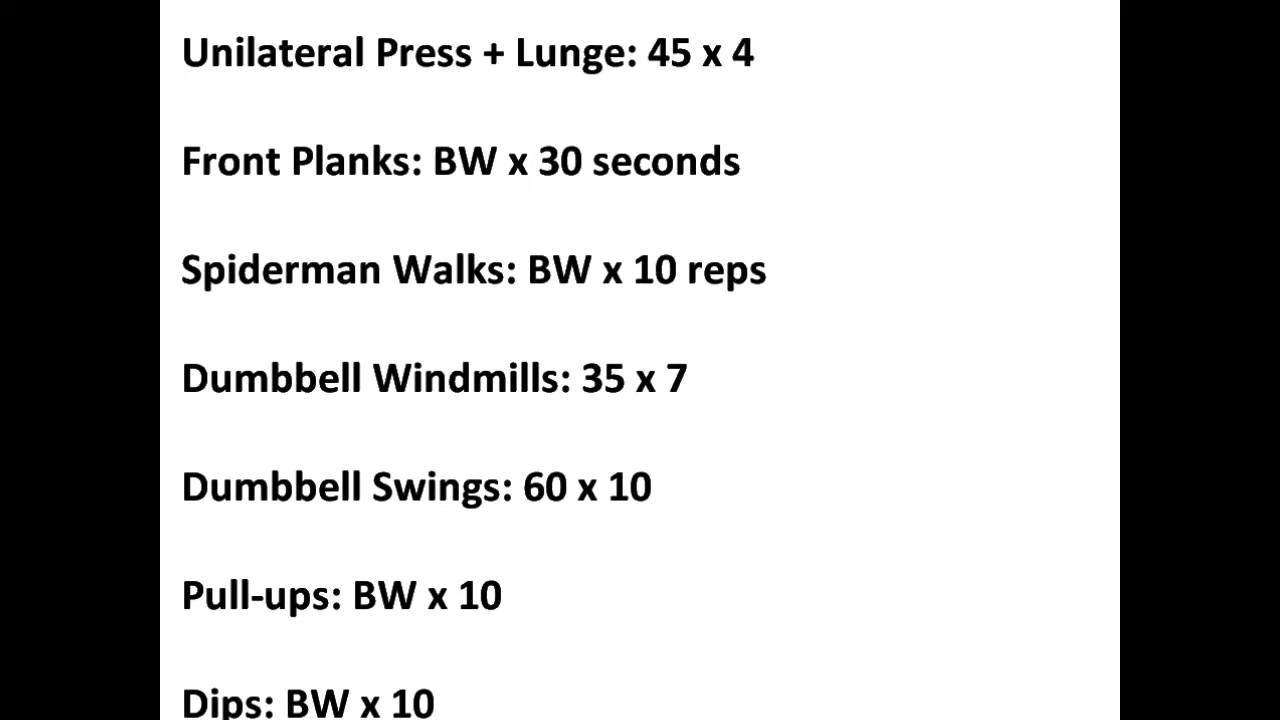 Unilateral Press + Lunge: 45 x 4
Front Planks: BW x 30 seconds
Spiderman Walks: BW x 10 reps
Dumbbell Windmills: 35 x 7
Dumbbell Swings: 60 x 10
Pull-ups: BW x 10
Dips: BW x 10